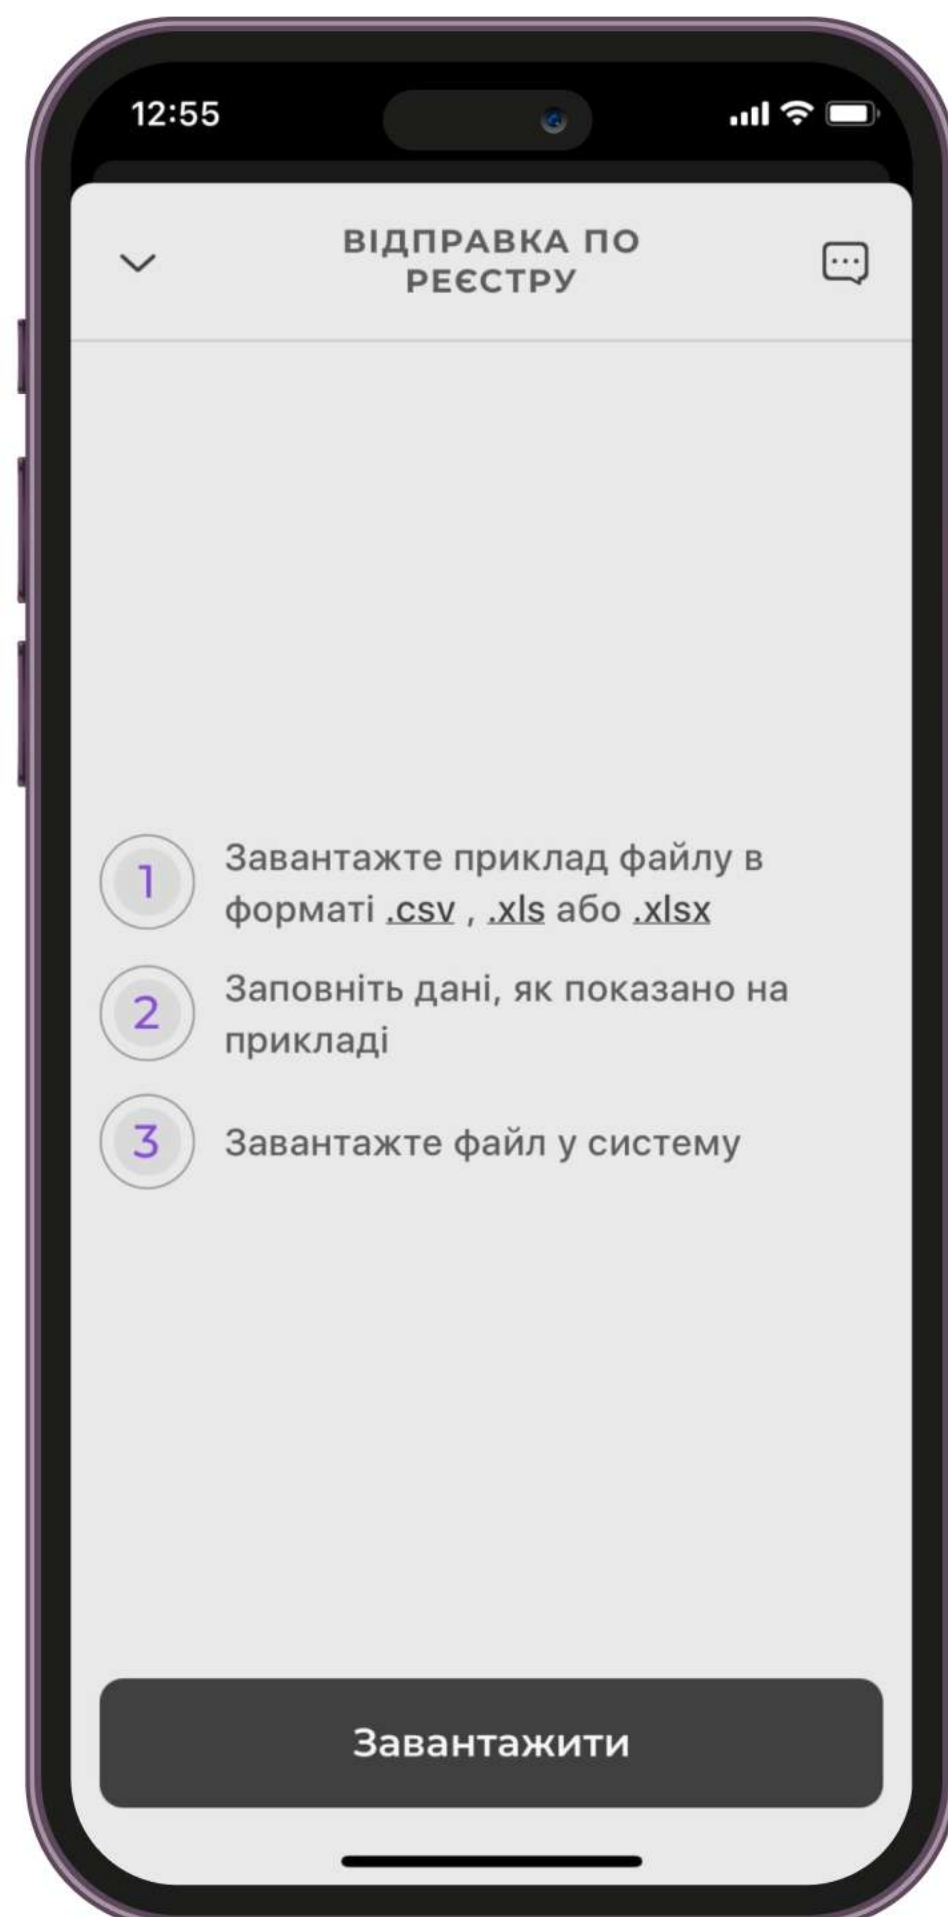 12:55
ВІДПРАВКА ПО
РЕЄСТРУ
1
Завантажте приклад файлу в
форматі .csv , .xls або .xlsx
2
Заповніть дані, як показано на
прикладі
3
Завантажте файл у систему
Завантажити